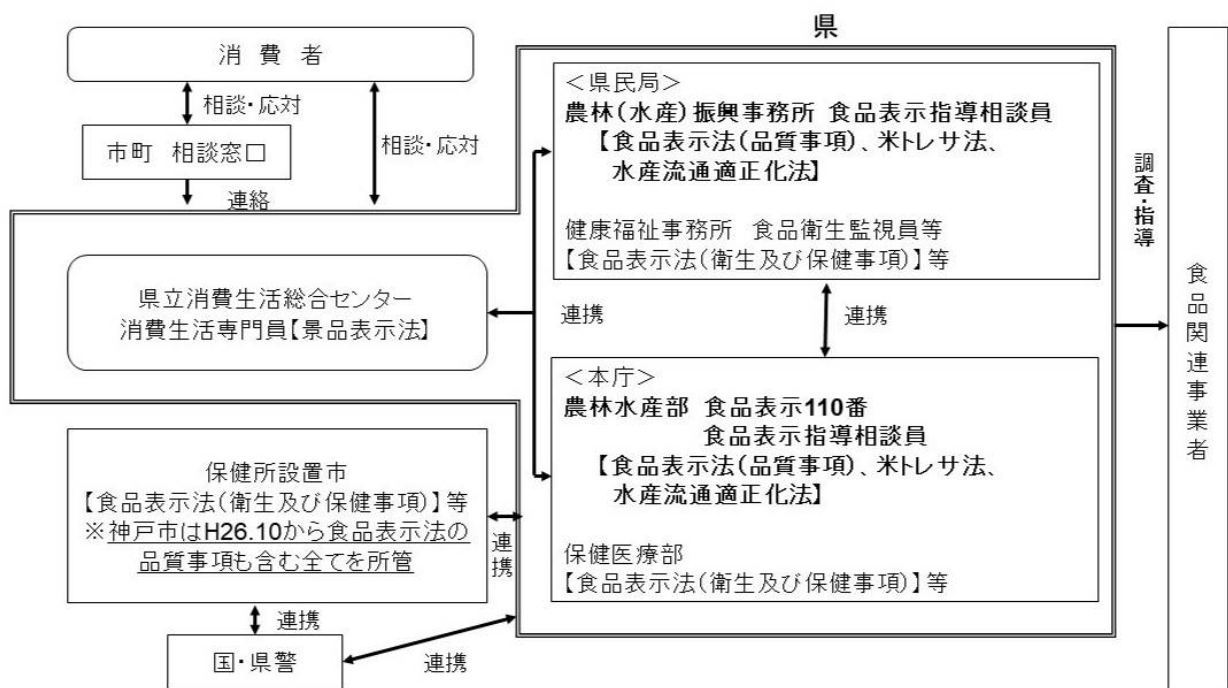 県
消費者
相談・応対
市町 相談窓口
相談・応対
連絡
県立消費生活総合センター
消費生活専門員【景品表示法】
＜県民局＞
農林(水産)振興事務所 食品表示指導相談員
【食品表示法(品質事項)、米トレサ法、
水産流通適正化法】
健康福祉事務所 食品衛生監視員等
【食品表示法(衛生及び保健事項)】等
連携
連携
＜本庁＞
農林水産部 食品表示110番
食品表示指導相談員
【食品表示法(品質事項)、米トレサ法、
水産流通適正化法】
保健医療部
【食品表示法(衛生及び保健事項)】等
保健所設置市
【食品表示法(衛生及び保健事項)】等
※神戸市はH26.10から食品表示法の
品質事項も含む全てを所管
連携
連携
国・県警
連携
調査・指導
食品関連事業者